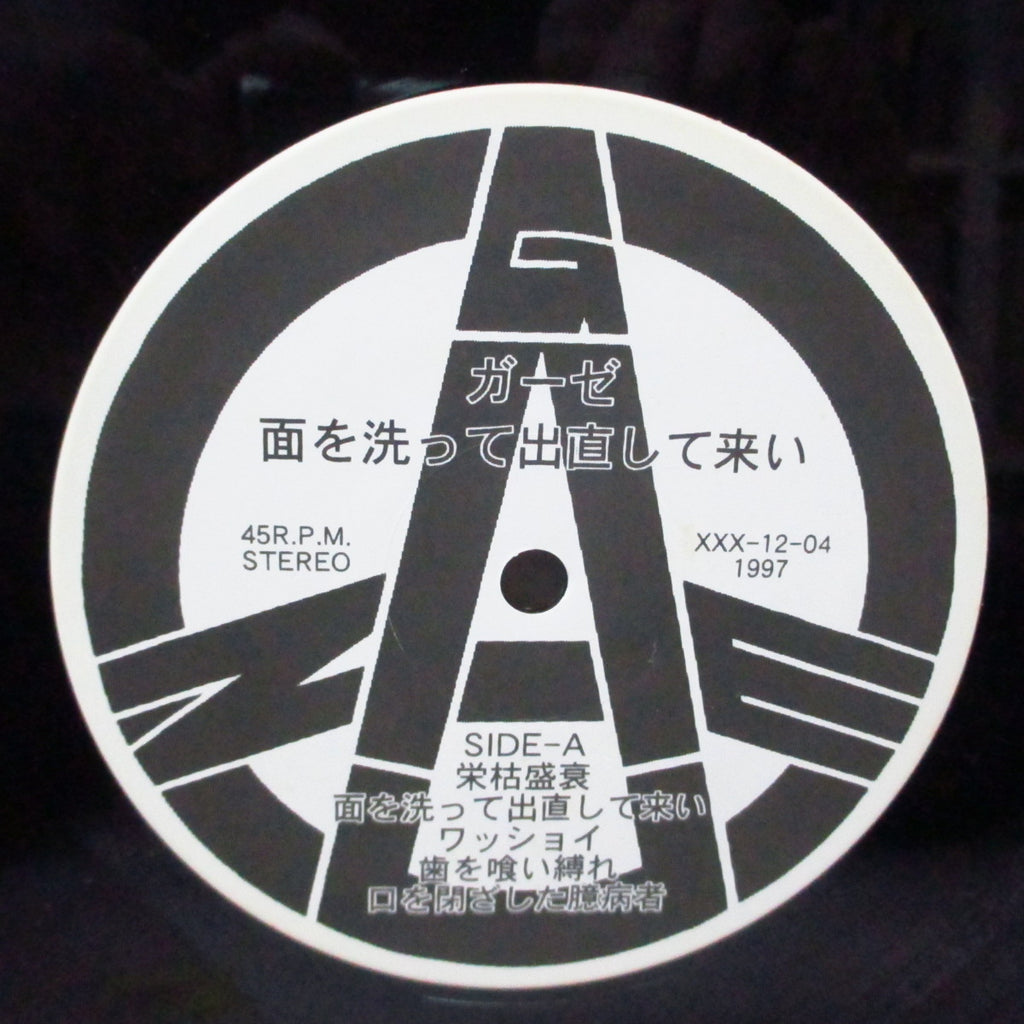 GAZE
ガーゼ
面を洗って出直して来い
45R.P.M.
STEREO
XXX-12-04
1997
SIDE-A
栄枯盛衰
面を洗って出直して来い
ワッショイ
歯を喰い縛れ
口を閉ざした臆病者